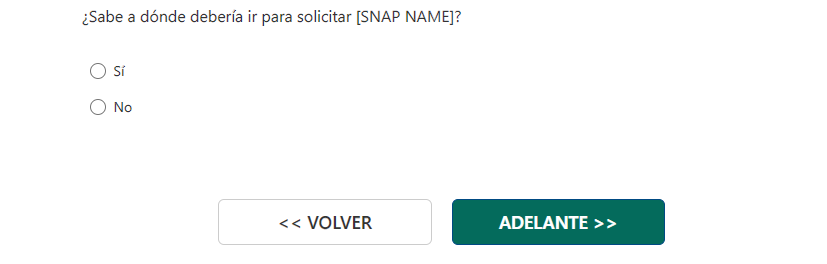 ¿Sabe a dónde debería ir para solicitar [SNAP NAME]?
Sí
No
<< VOLVER
ADELANTE >>